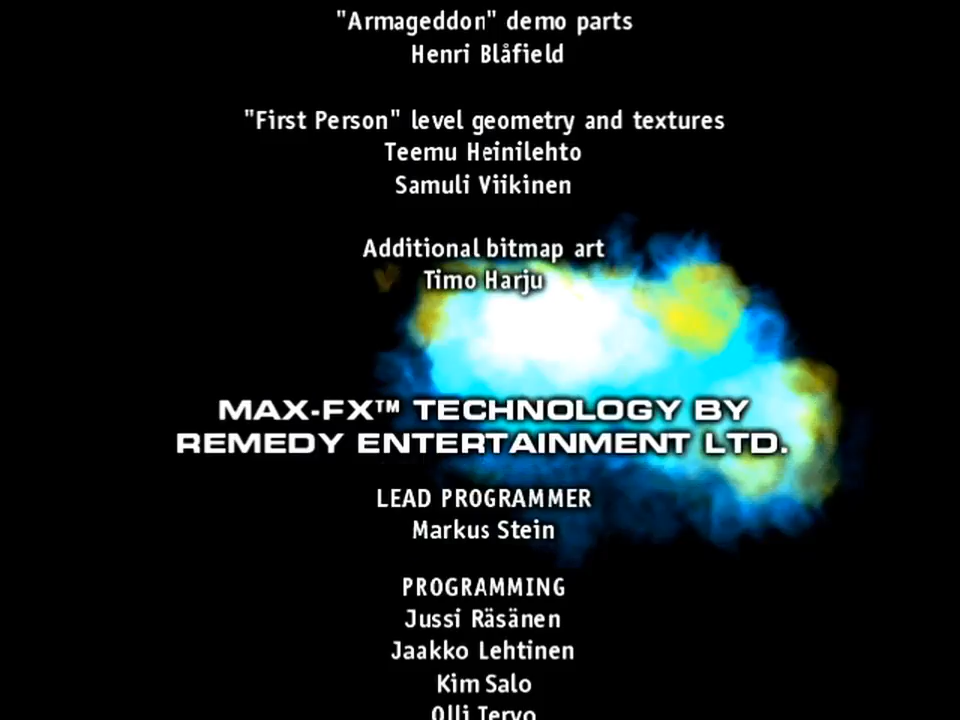 "Armageddon" demo parts
Henri Blåfield
"First Person" level geometry and textures
Teemu Heinilehto
Samuli Viikinen
Additional bitmap art
Timo Harju
MAX-FX™ TECHNOLOGY BY
REMEDY ENTERTAINMENT LTD.
LEAD PROGRAMMER
Markus Stein
PROGRAMMING
Jussi Räsänen
Jaakko Lehtinen
Kim Salo
Olli Tervo